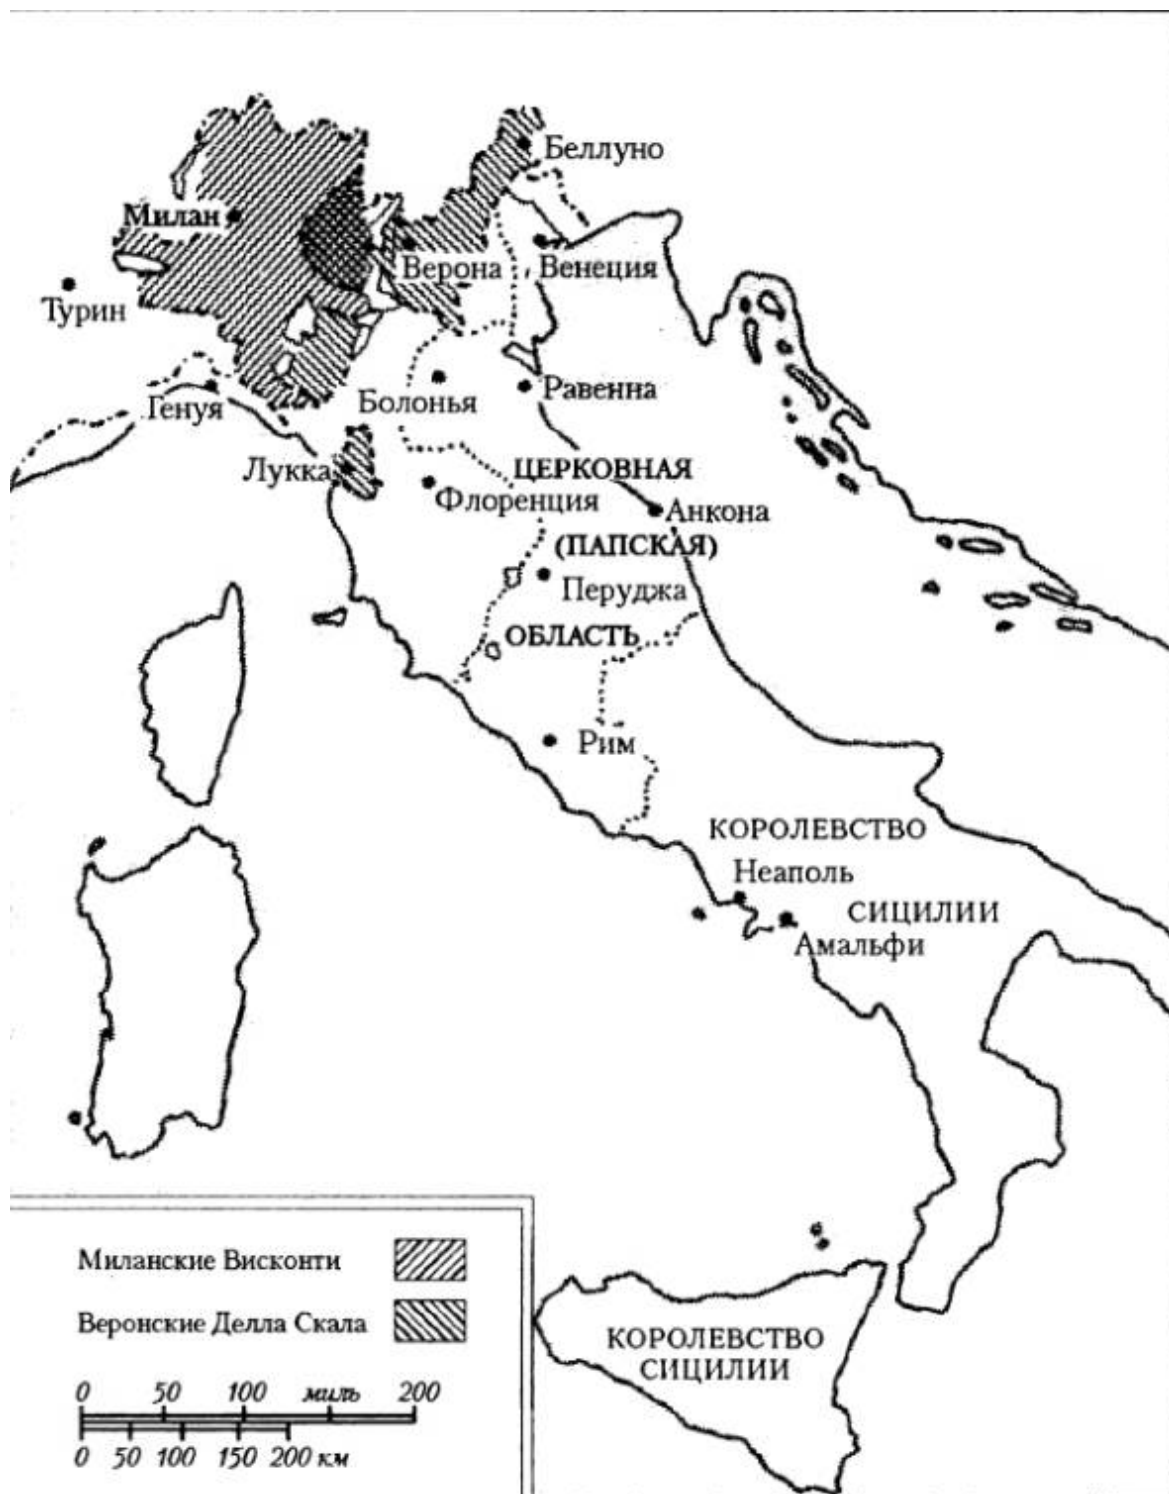 Беллуно
Милан
Верона
Венеция
Турин
Генуя
Болонья
Равенна
Лукка
ЦЕРКОВНАЯ
Флоренция
Анкона
(ПАПСКАЯ)
Перуджа
ОБЛАСТЬ
Рим
КОРОЛЕВСТВО
Неаполь
СИЦИЛИИ
Амальфи
Миланские Висконти
Веронские Делла Скала
КОРОЛЕВСТВО
СИЦИЛИИ
0 50 100 миль 200
0 50 100 150 200 км